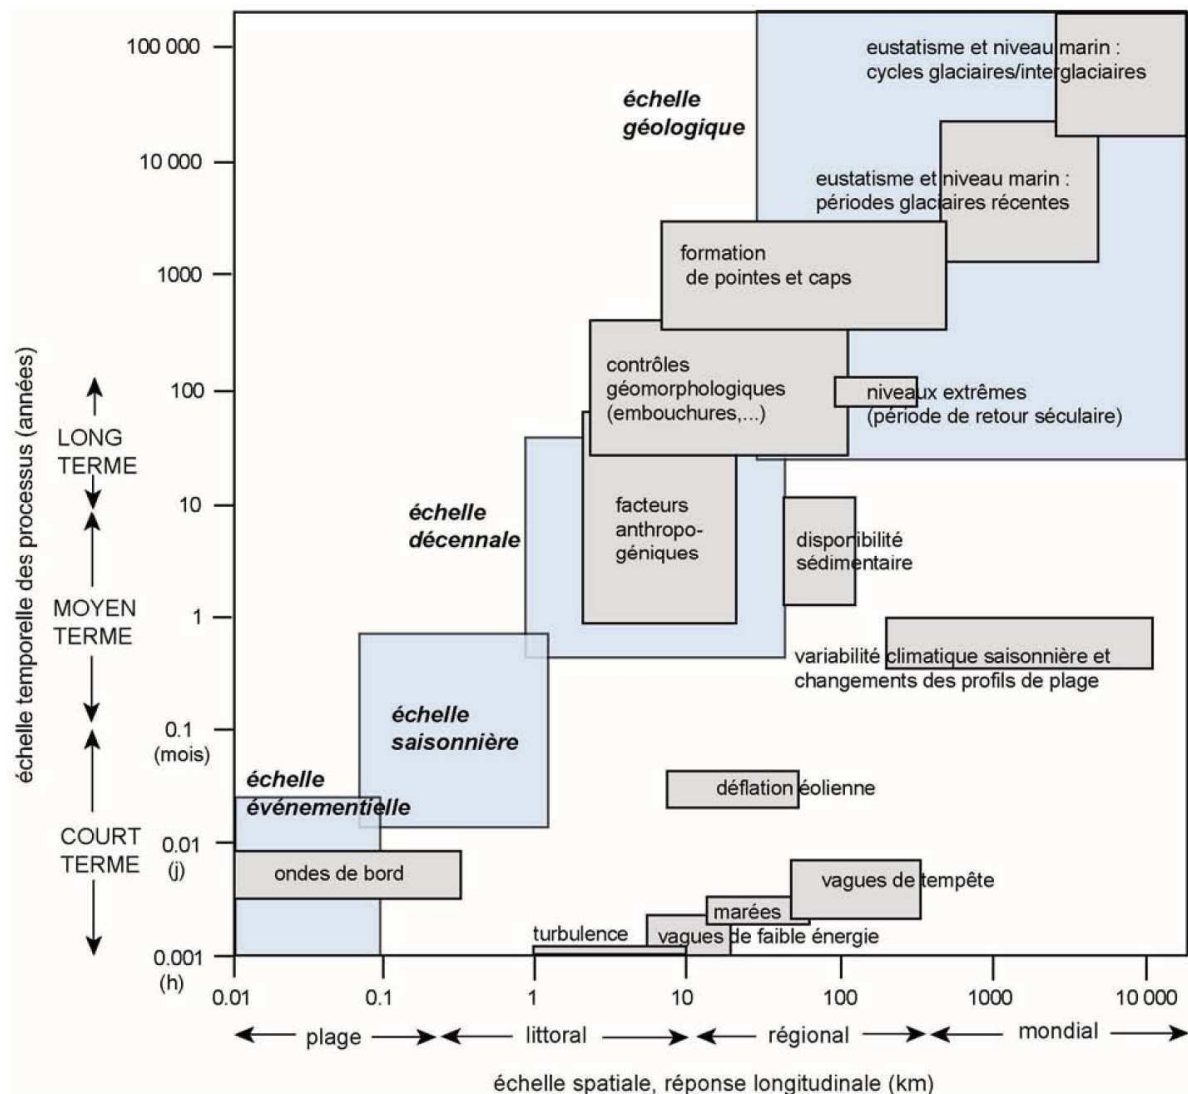 100 000
10 000
1000
100
10
1
0.1
(mois)
0.01
(j)
0.001
(h)
échelle temporelle des processus (années)
LONG
TERME
MOYEN
TERME
COURT
TERME
eustatisme et niveau marin :
cycles glaciaires/interglaciaires
échelle
géologique
eustatisme et niveau marin :
périodes glaciaires récentes
formation
de pointes et caps
contrôles
géomorphologiques
(embouchures,...)
niveaux extrêmes
(période de retour séculaire)
échelle
décennale
facteurs
anthropo-
géniques
disponibilité
sédimentaire
variabilité climatique saisonnière et
changements des profils de plage
échelle
saisonnière
échelle
événementielle
déflation éolienne
ondes de bord
vagues de tempête
marées
turbulence
vagues de faible énergie
0.01 0.1 1 10 100 1000 10 000
plage littoral régional mondial
échelle spatiale, réponse longitudinale (km)